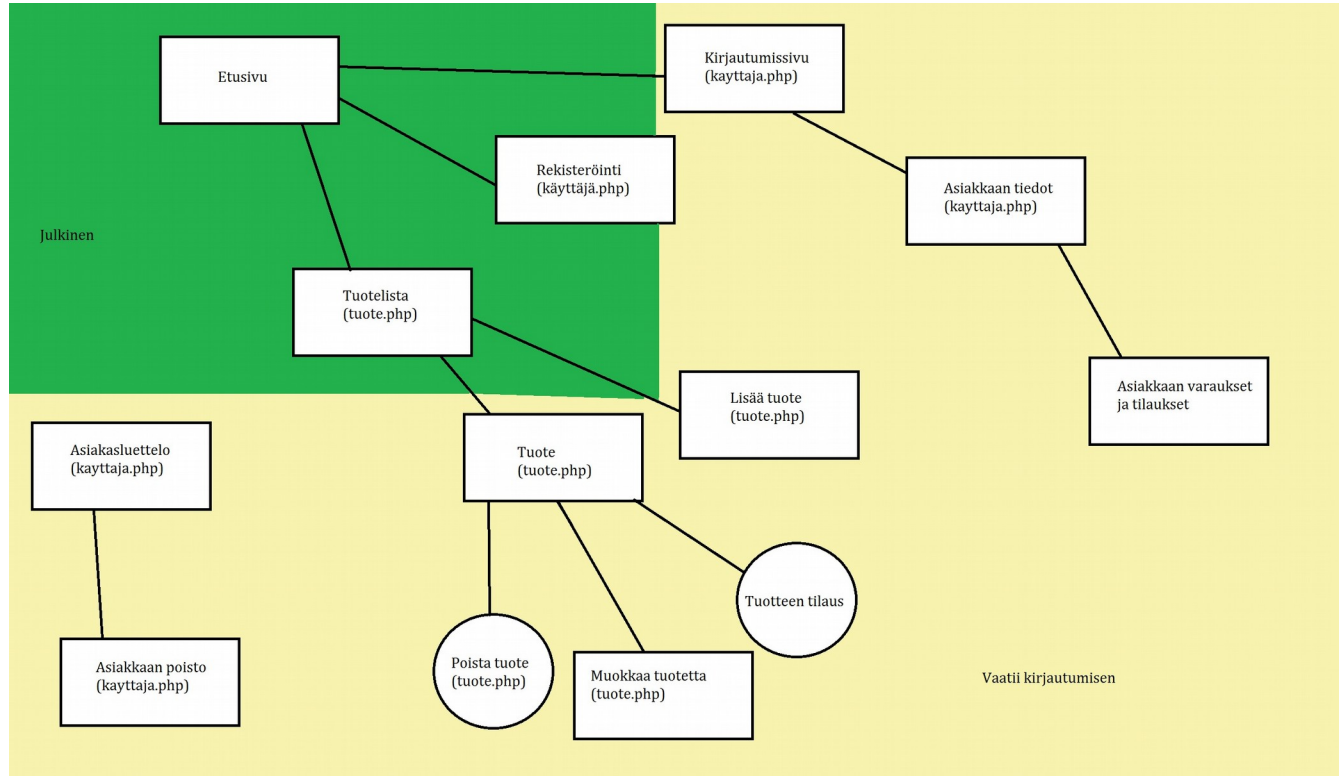 Etusivu
Kirjautumissivu
(kayttaja.php)
Rekisteröinti
(käyttäjä.php)
Asiakkaan tiedot
(kayttaja.php)
Julkinen
Tuotelista
(tuote.php)
Lisää tuote
(tuote.php)
Asiakkaan varaukset
ja tilaukset
Asiakasluettelo
(kayttaja.php)
Tuote
(tuote.php)
Tuotteen tilaus
Asiakkaan poisto
(kayttaja.php)
Poista tuote
(tuote.php)
Muokkaa tuotetta
(tuote.php)
Vaatii kirjautumisen